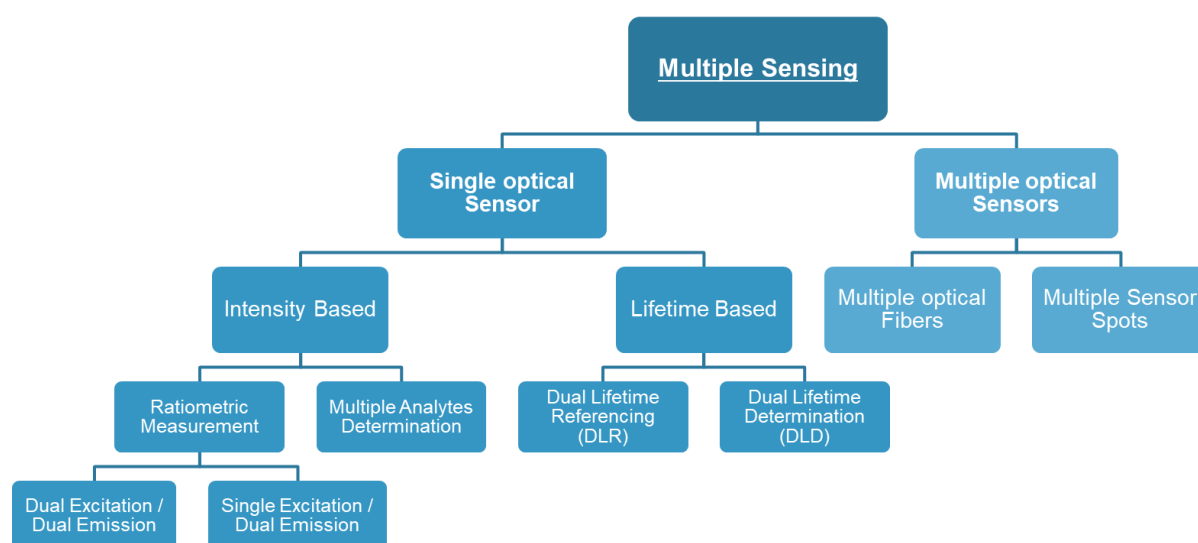 Multiple Sensing
Single optical
Sensor
Multiple optical
Sensors
Intensity Based
Lifetime Based
Multiple optical
Fibers
Multiple Sensor
Spots
Ratiometric
Measurement
Multiple Analytes
Determination
Dual Lifetime
Referencing
(DLR)
Dual Lifetime
Determination
(DLD)
Dual Excitation /
Dual Emission
Single Excitation /
Dual Emission